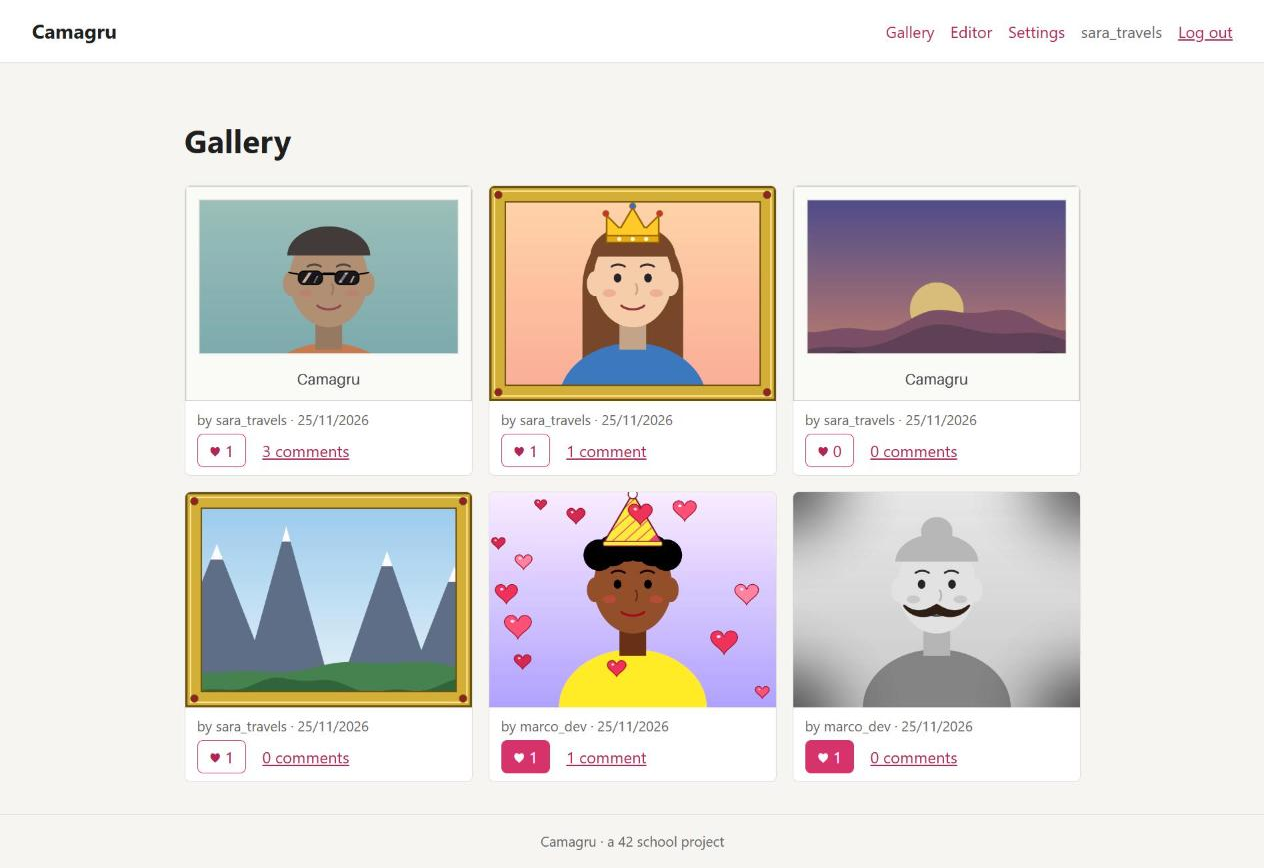 Camagru
Gallery Editor Settings sara_travels Log out
Gallery
Camagru
by sara_travels · 25/11/2026
1 3 comments
by sara_travels · 25/11/2026
1 1 comment
Camagru
by sara_travels · 25/11/2026
0 0 comments
by sara_travels · 25/11/2026
1 0 comments
by marco_dev · 25/11/2026
1 1 comment
by marco_dev · 25/11/2026
1 0 comments
Camagru · a 42 school project